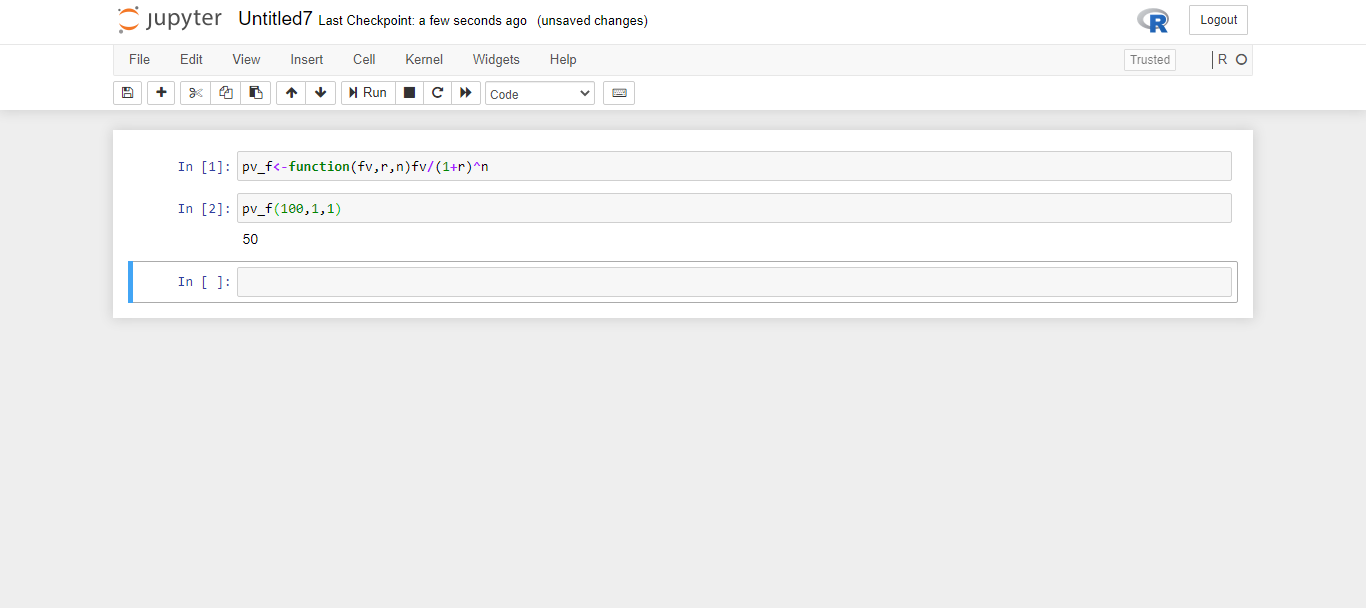 jupyter Untitled7 Last Checkpoint: a few seconds ago (unsaved changes) R Logout
File Edit View Insert Cell Kernel Widgets Help Trusted R
Run Code
In [1]: pv_f<-function(fv,r,n)fv/(1+r)^n
In [2]: pv_f(100,1,1)
50
In [ ]: